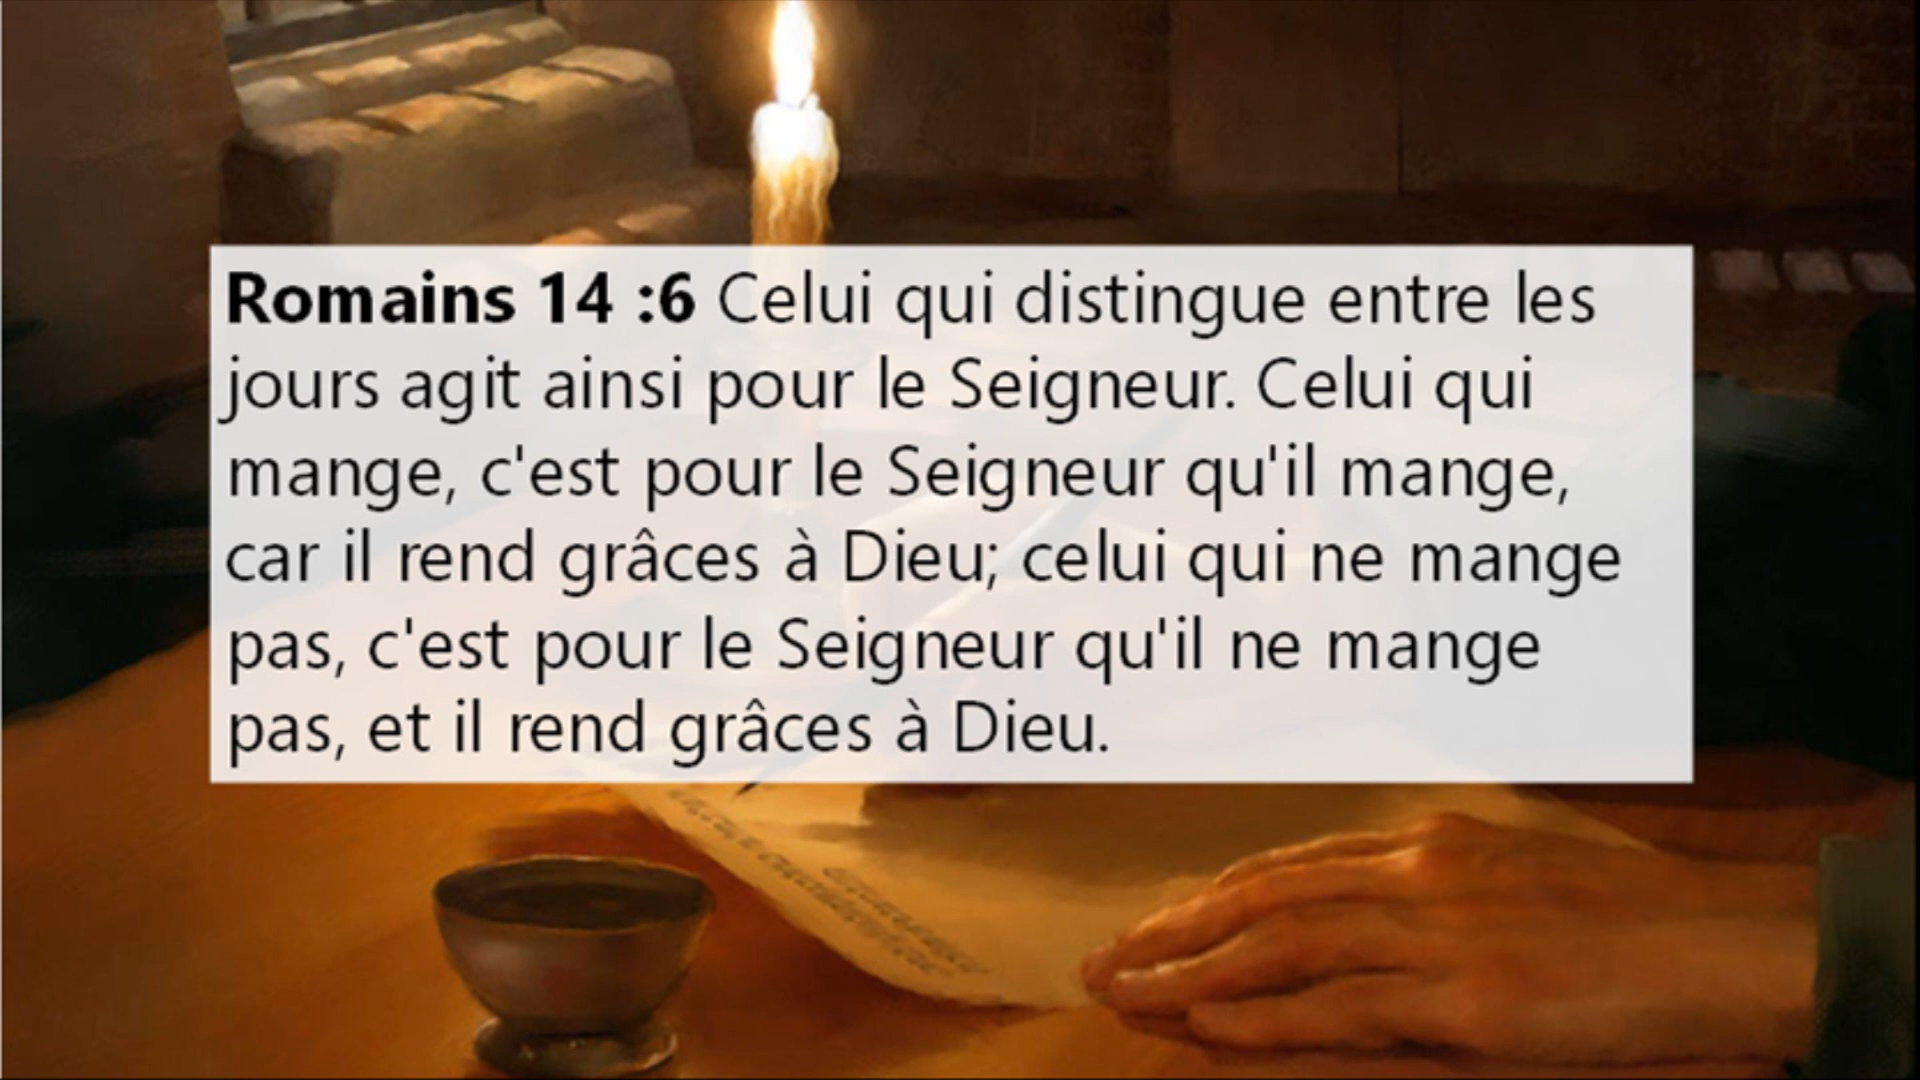 Romains 14 :6 Celui qui distingue entre les
jours agit ainsi pour le Seigneur. Celui qui
mange, c'est pour le Seigneur qu'il mange,
car il rend grâces à Dieu; celui qui ne mange
pas, c'est pour le Seigneur qu'il ne mange
pas, et il rend grâces à Dieu.